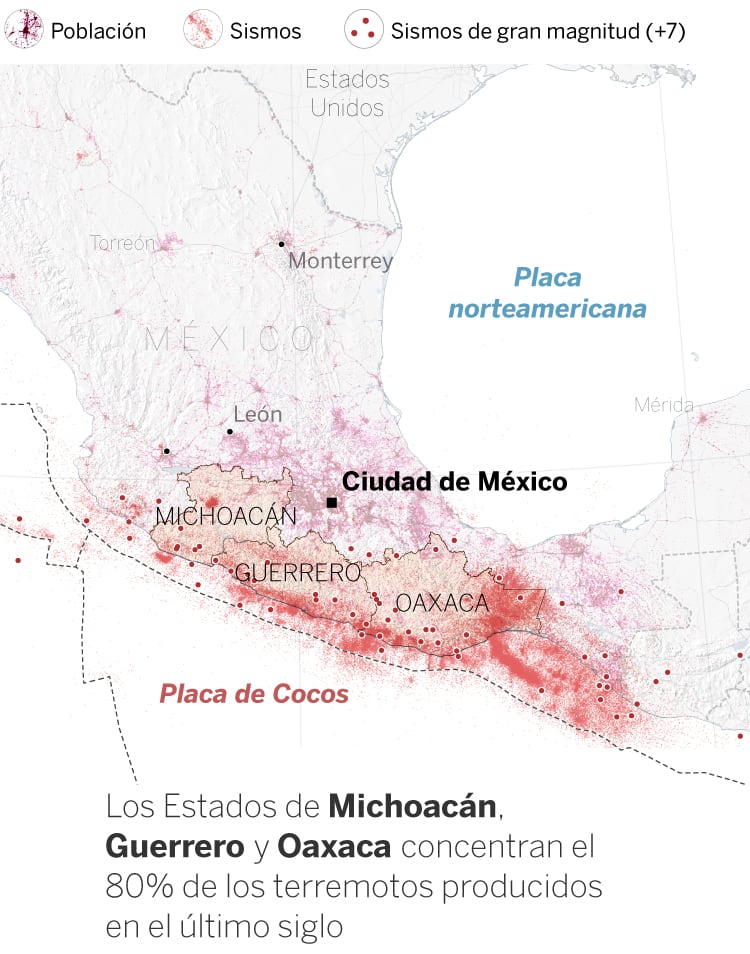 Población
Sismos
Sismos de gran magnitud (+7)
Estados
Unidos
Torreón
Monterrey
Placa
norteamericana
MÉXICO
León
Mérida
Ciudad de México
MICHOACÁN
GUERRERO
OAXACA
Placa de Cocos
Los Estados de Michoacán,
Guerrero y Oaxaca concentran el
80% de los terremotos producidos
en el último siglo